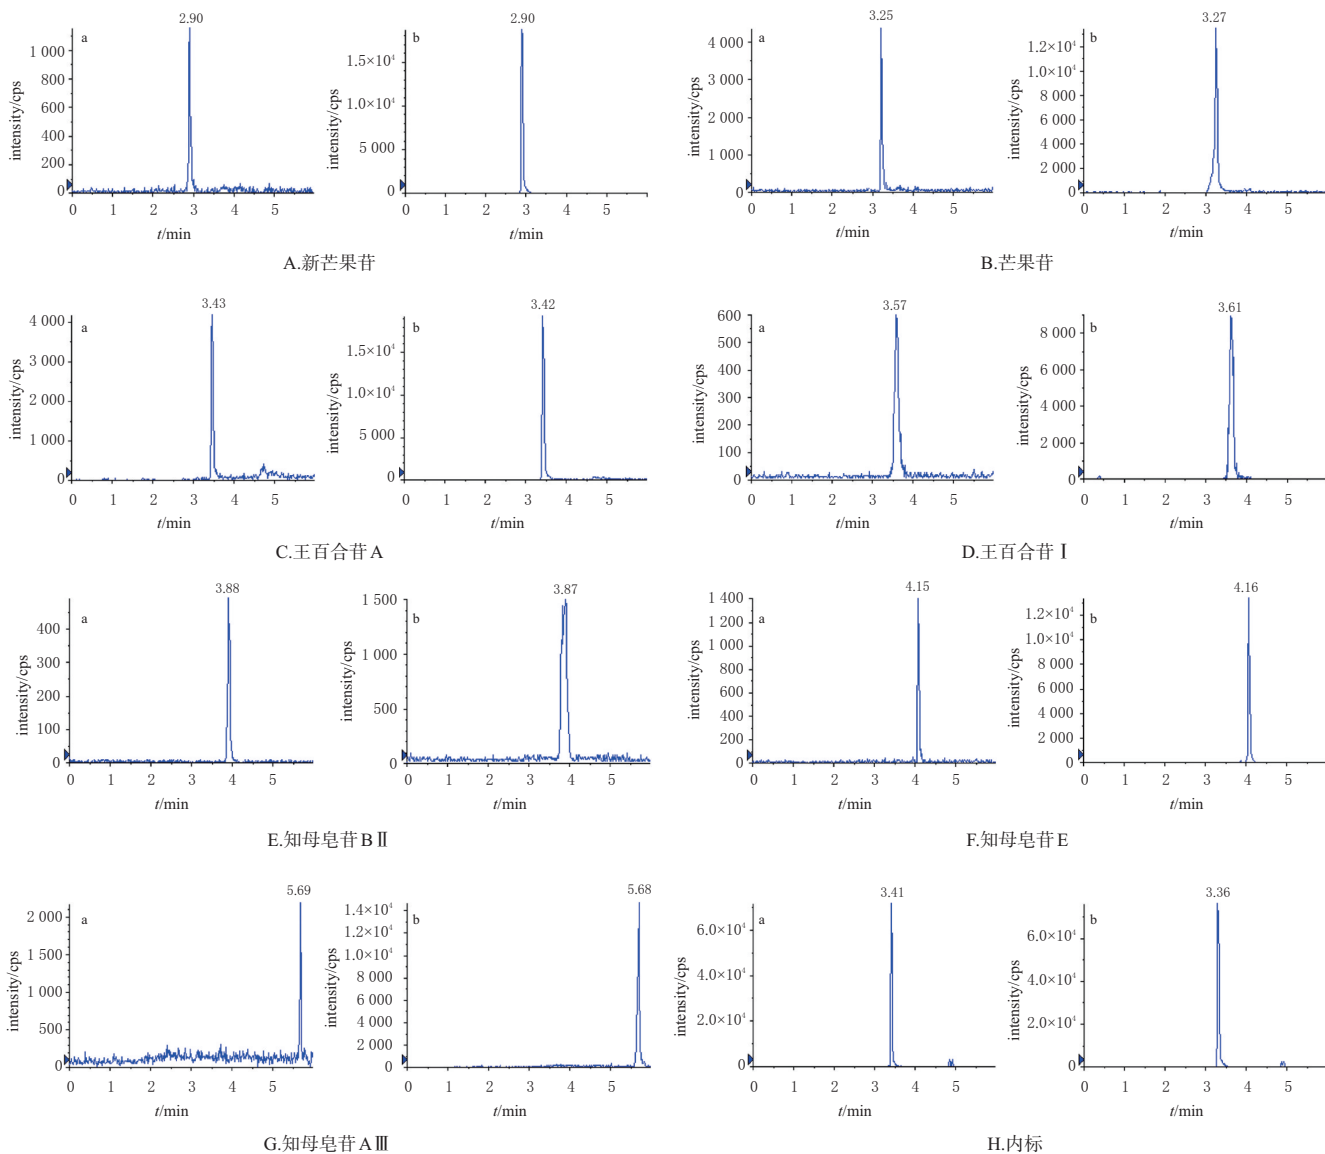 2.90
a
1 000
800
600
400
200
0
intensity/cps
0 1 2 3 4 5
t/min
2.90
b
1.5×10⁴
1.0×10⁴
5 000
0
intensity/cps
0 1 2 3 4 5
t/min
A.新芒果苷
3.25
a
4 000
3 000
2 000
1 000
0
intensity/cps
0 1 2 3 4 5
t/min
3.27
b
1.2×10⁴
1.0×10⁴
8 000
6 000
4 000
2 000
0
intensity/cps
0 1 2 3 4 5
t/min
B.芒果苷
3.43
a
4 000
3 000
2 000
1 000
0
intensity/cps
0 1 2 3 4 5
t/min
3.42
b
1.5×10⁴
1.0×10⁴
5 000
0
intensity/cps
0 1 2 3 4 5
t/min
C.王百合苷A
3.57
a
600
500
400
300
200
100
0
intensity/cps
0 1 2 3 4 5
t/min
3.61
b
8 000
6 000
4 000
2 000
0
intensity/cps
0 1 2 3 4 5
t/min
D.王百合苷Ⅰ
3.88
a
400
300
200
100
0
intensity/cps
0 1 2 3 4 5
t/min
3.87
b
1 500
1 000
500
0
intensity/cps
0 1 2 3 4 5
t/min
E.知母皂苷BⅡ
4.15
a
1 400
1 200
1 000
800
600
400
200
0
intensity/cps
0 1 2 3 4 5
t/min
4.16
b
1.2×10⁴
1.0×10⁴
8 000
6 000
4 000
2 000
0
intensity/cps
0 1 2 3 4 5
t/min
F.知母皂苷E
5.69
a
2 000
1 500
1 000
500
0
intensity/cps
0 1 2 3 4 5
t/min
5.68
b
1.4×10⁴
1.2×10⁴
1.0×10⁴
8 000
6 000
4 000
2 000
0
intensity/cps
0 1 2 3 4 5
t/min
G.知母皂苷AⅢ
3.41
a
6.0×10⁴
4.0×10⁴
2.0×10⁴
0
intensity/cps
0 1 2 3 4 5
t/min
3.36
b
6.0×10⁴
4.0×10⁴
2.0×10⁴
0
intensity/cps
0 1 2 3 4 5
t/min
H.内标